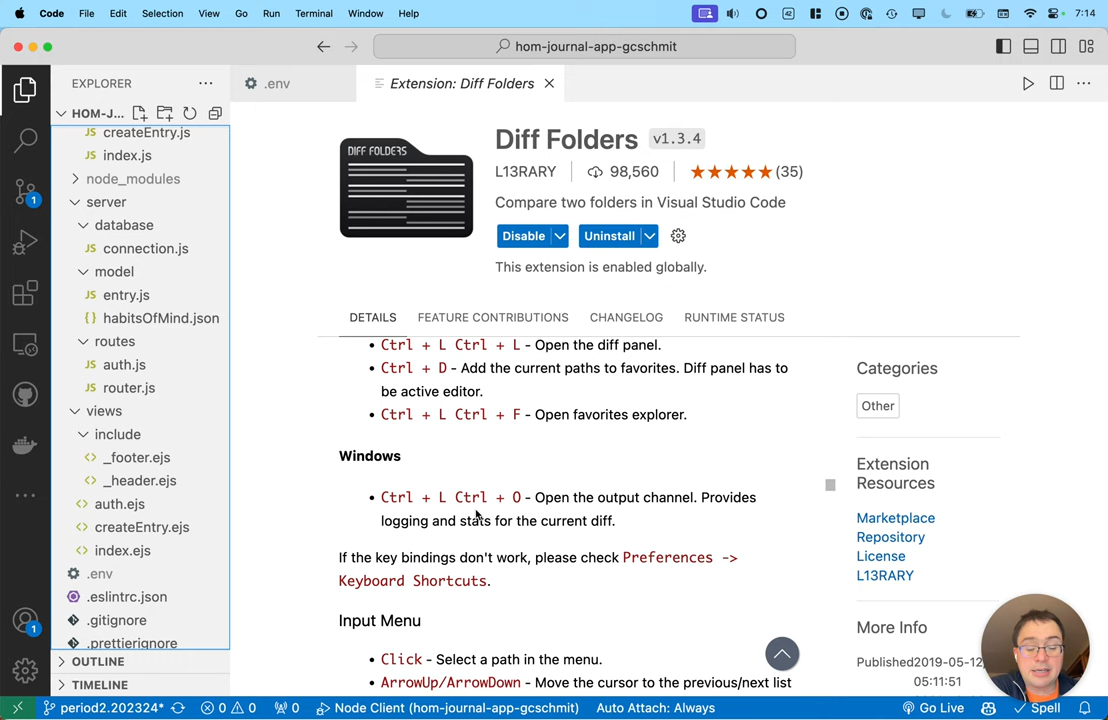 Code File Edit Selection View Go Run Terminal Window Help 42 7:14
hom-journal-app-gcschmit
EXPLORER
.env
Extension: Diff Folders
HOM-J...
createEntry.js
index.js
node_modules
server
database
connection.js
model
entry.js
habitsOfMind.json
routes
auth.js
router.js
views
include
_footer.ejs
_header.ejs
auth.ejs
createEntry.ejs
index.ejs
.env
.eslintrc.json
.gitignore
.prettierignore
OUTLINE
TIMELINE
1
1
DIFF FOLDERS
Diff Folders v1.3.4
L13RARY 98,560 (35)
Compare two folders in Visual Studio Code
Disable Uninstall
This extension is enabled globally.
DETAILS FEATURE CONTRIBUTIONS CHANGELOG RUNTIME STATUS
• Ctrl + L Ctrl + L - Open the diff panel.
• Ctrl + D - Add the current paths to favorites. Diff panel has to
be active editor.
• Ctrl + L Ctrl + F - Open favorites explorer.
Windows
• Ctrl + L Ctrl + O - Open the output channel. Provides
logging and stats for the current diff.
If the key bindings don't work, please check Preferences ->
Keyboard Shortcuts.
Input Menu
• Click - Select a path in the menu.
• ArrowUp/ArrowDown - Move the cursor to the previous/next list
Categories
Other
Extension
Resources
Marketplace
Repository
License
L13RARY
More Info
Published 2019-05-12,
05:11:51
period2.202324* 0 0 0 Node Client (hom-journal-app-gcschmit) Auto Attach: Always Go Live Spell